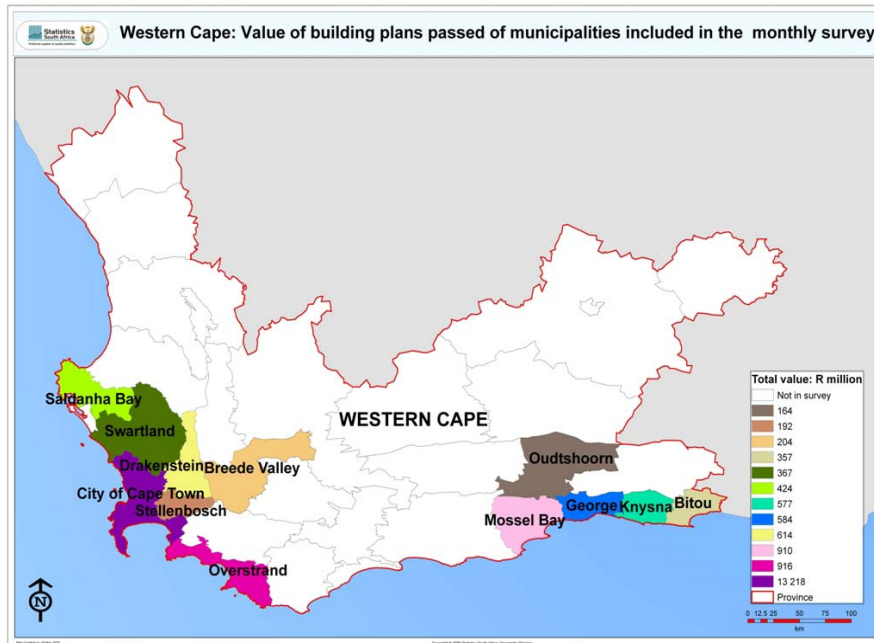 Statistics
South Africa
Western Cape: Value of building plans passed of municipalities included in the monthly survey
Saldanha Bay
Swartland
Drakenstein
Breede Valley
City of Cape Town
Stellenbosch
Overstrand
WESTERN CAPE
Oudtshoorn
Mossel Bay
George
Knysna
Bitou
Total value: R million
Not in survey
164
192
204
357
367
424
577
584
614
910
916
13 218
Province
0 12.5 25 50 75 100
km
N